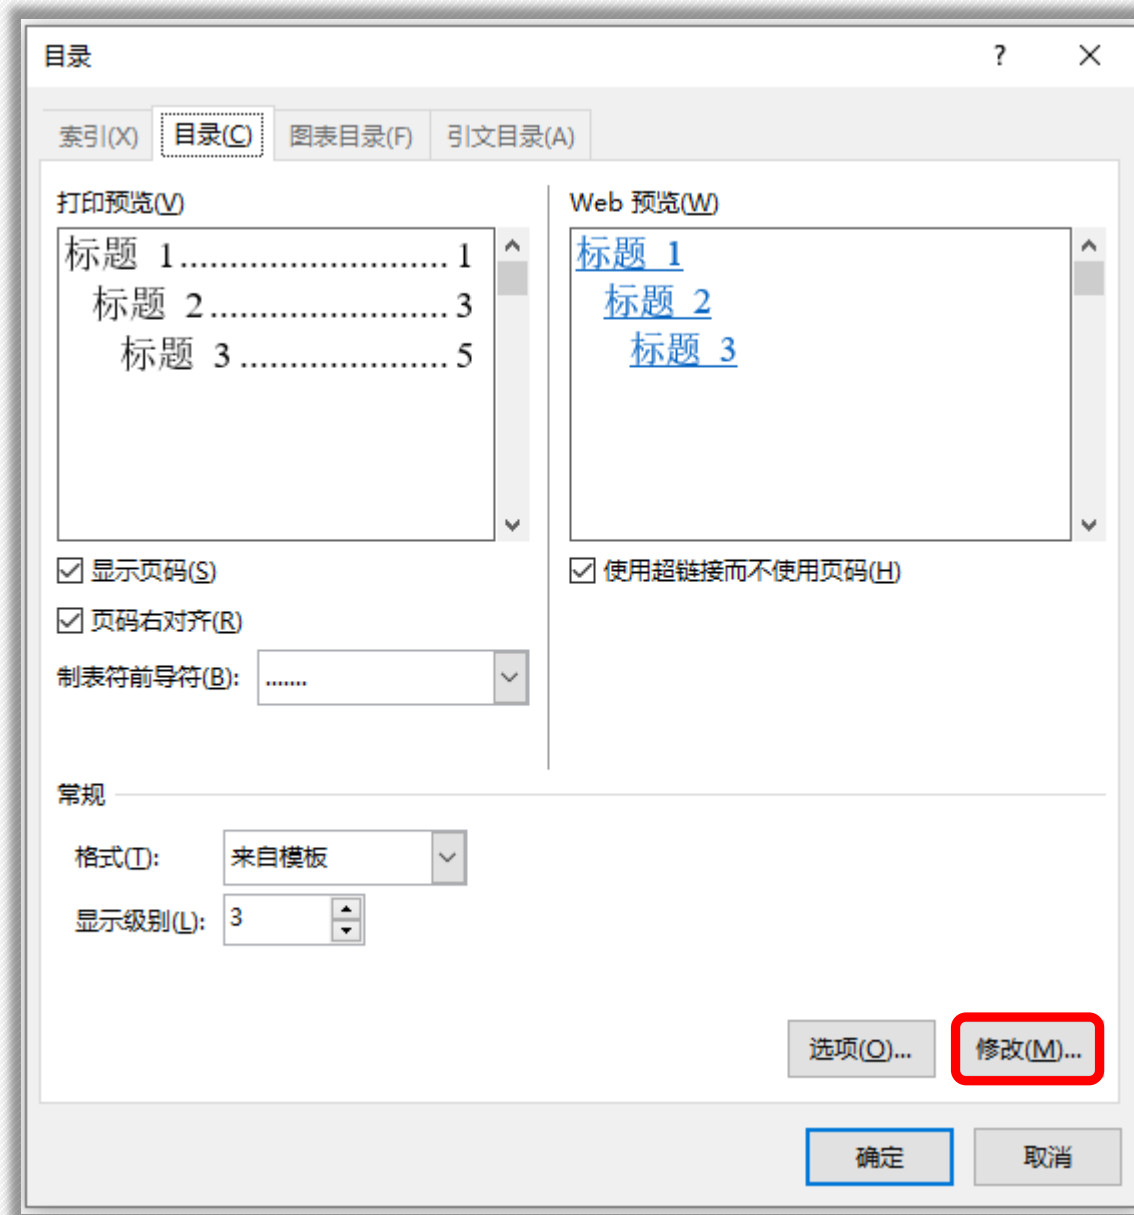 目录 ?
索引(X) 目录(C) 图表目录(F) 引文目录(A)
打印预览(V)
标题 1........................... 1
标题 2........................ 3
标题 3 ..................... 5
显示页码(S)
页码右对齐(R)
制表符前导符(B): .......
Web 预览(W)
标题 1
标题 2
标题 3
使用超链接而不使用页码(H)
常规
格式(T): 来自模板
显示级别(L): 3
选项(O)... 修改(M)...
确定 取消